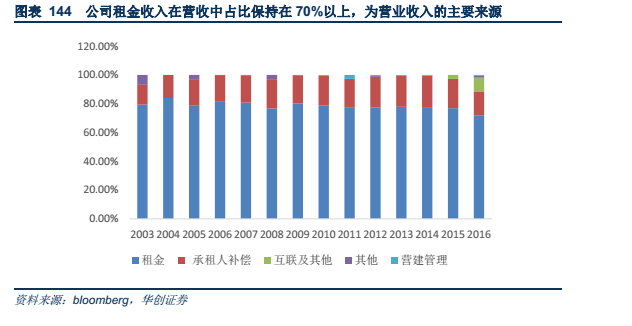 图表 144 公司租金收入在营收中占比保持在 70%以上，为营业收入的主要来源
120.00%
100.00%
80.00%
60.00%
40.00%
20.00%
0.00%
2003 2004 2005 2006 2007 2008 2009 2010 2011 2012 2013 2014 2015 2016
租金 承租人补偿 互联及其他 其他 营建管理
资料来源：bloomberg，华创证券